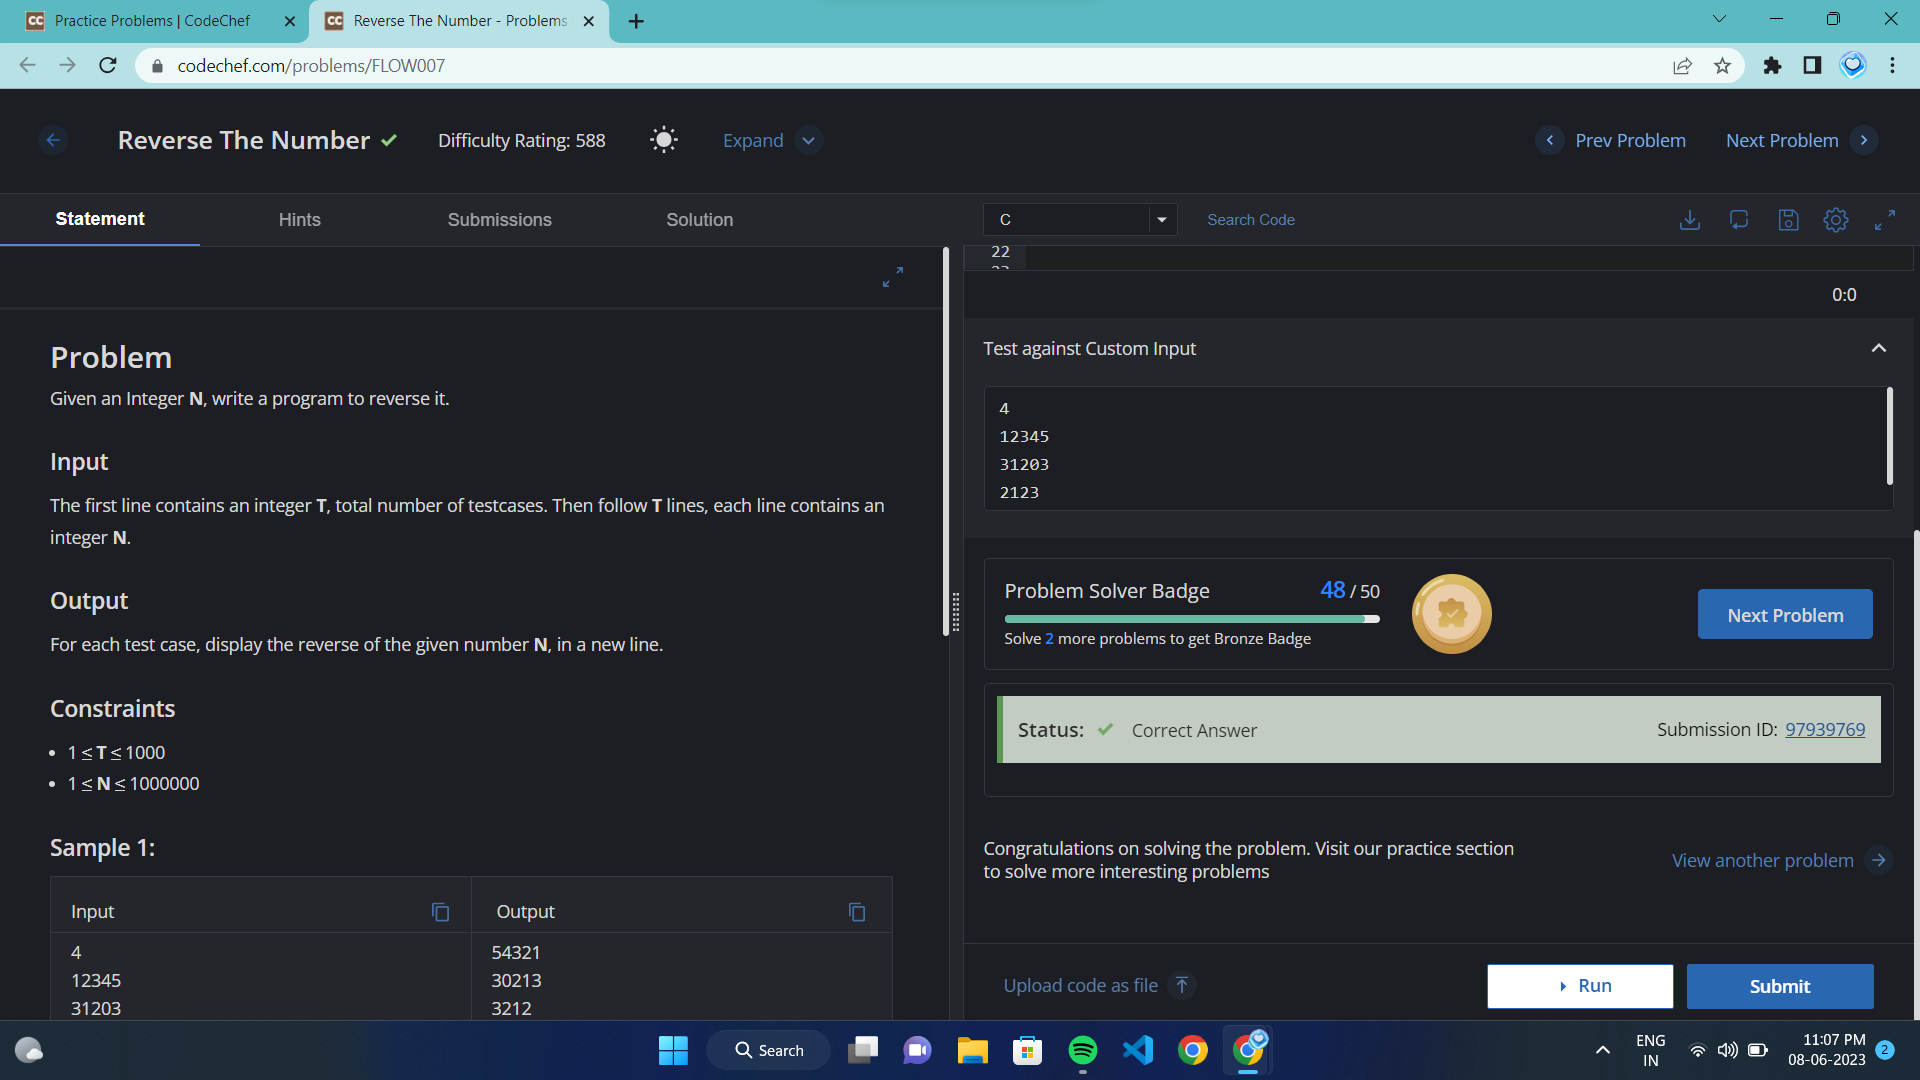 Practice Problems | CodeChef
Reverse The Number - Problems
codechef.com/problems/FLOW007
Reverse The Number
Difficulty Rating: 588
Expand
Prev Problem
Next Problem
Statement
Hints
Submissions
Solution
C
Search Code
22
0:0
Problem
Given an Integer N, write a program to reverse it.
Input
The first line contains an integer T, total number of testcases. Then follow T lines, each line contains an
integer N.
Output
For each test case, display the reverse of the given number N, in a new line.
Constraints
• 1 ≤ T ≤ 1000
• 1 ≤ N ≤ 1000000
Sample 1:
Input
Output
4
12345
31203
54321
30213
3212
Test against Custom Input
4
12345
31203
2123
Problem Solver Badge
48 / 50
Solve 2 more problems to get Bronze Badge
Next Problem
Status:
Correct Answer
Submission ID: 97939769
Congratulations on solving the problem. Visit our practice section
to solve more interesting problems
View another problem
Upload code as file
Run
Submit
Search
ENG
IN
11:07 PM
08-06-2023
2